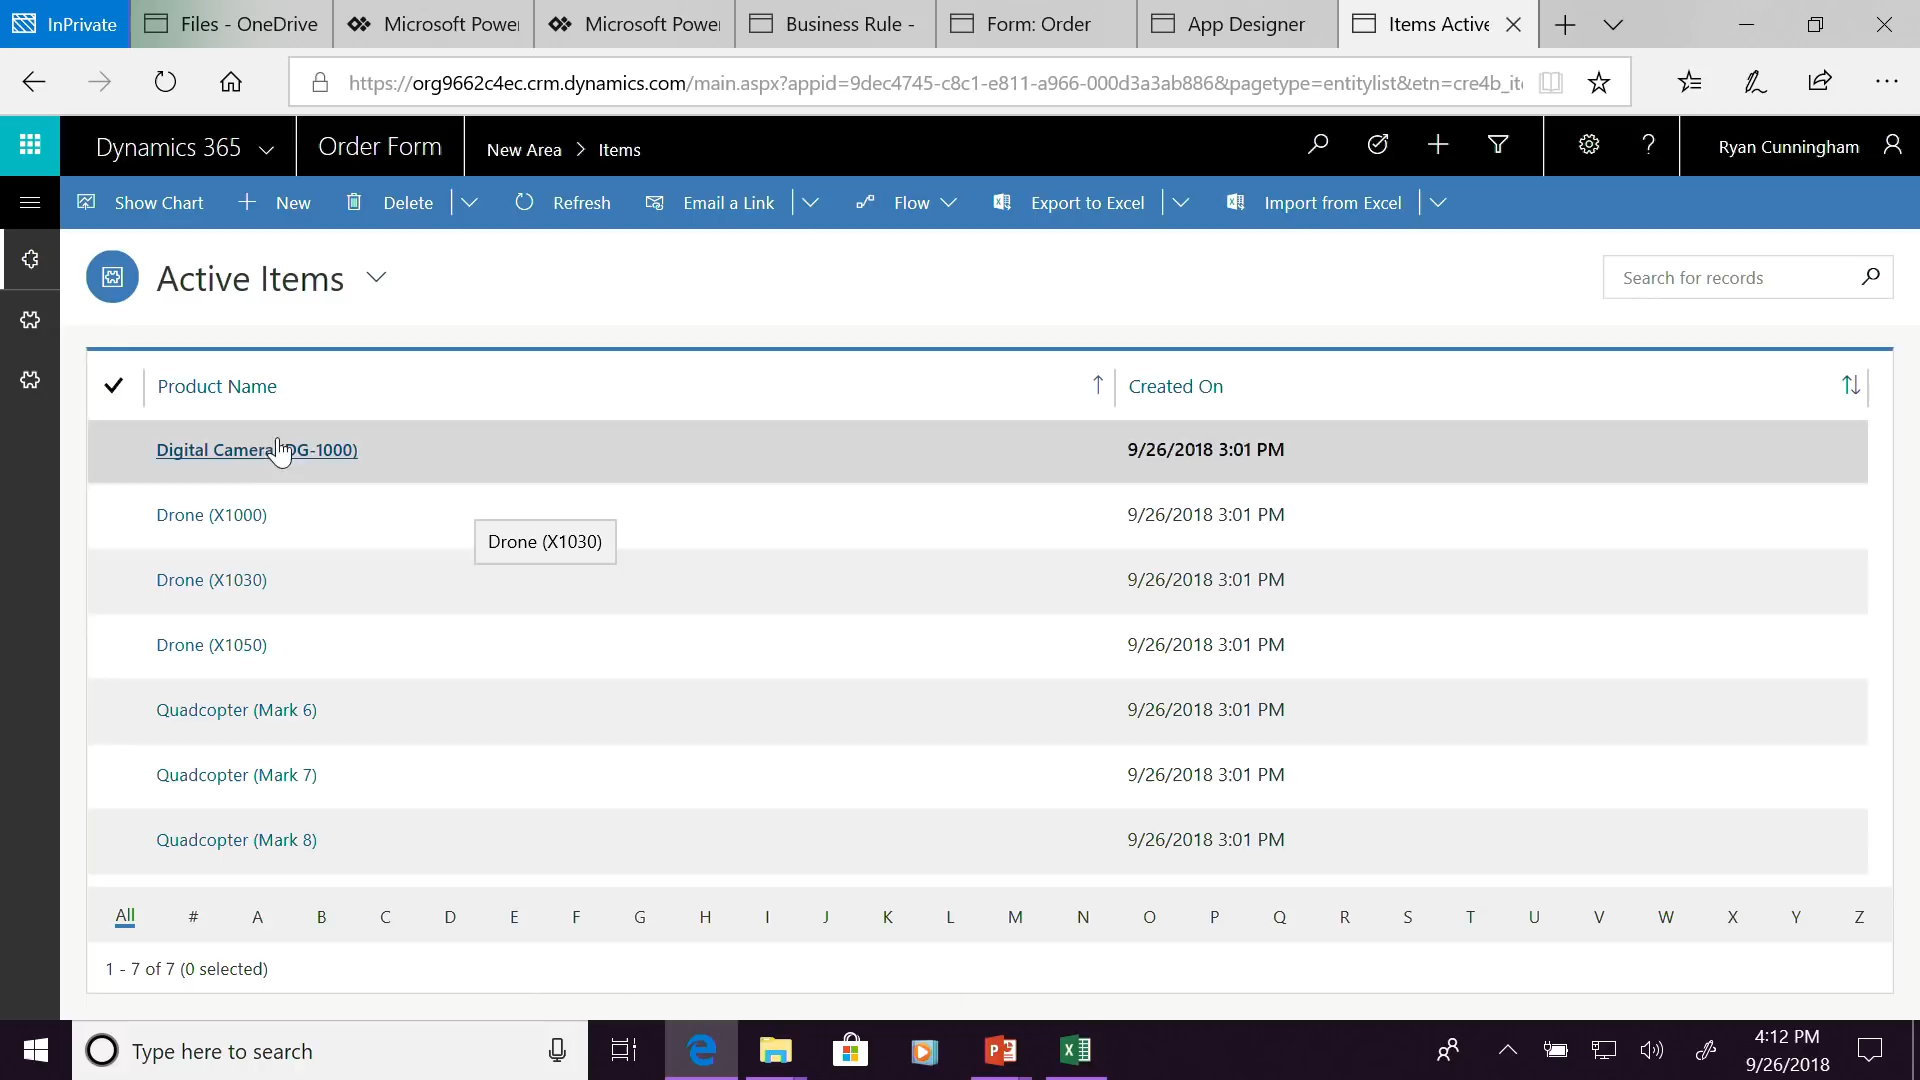 InPrivate
Files - OneDrive
Microsoft Power
Microsoft Power
Business Rule -
Form: Order
App Designer
Items Active
https://org9662c4ec.crm.dynamics.com/main.aspx?appid=9dec4745-c8c1-e811-a966-000d3a3ab886&pagetype=entitylist&etn=cre4b_ite
Dynamics 365
Order Form
New Area > Items
Ryan Cunningham
Show Chart
New
Delete
Refresh
Email a Link
Flow
Export to Excel
Import from Excel
Active Items
Search for records
Product Name
Created On
Digital Camera (DG-1000)
9/26/2018 3:01 PM
Drone (X1000)
9/26/2018 3:01 PM
Drone (X1030)
Drone (X1030)
9/26/2018 3:01 PM
Drone (X1050)
9/26/2018 3:01 PM
Quadcopter (Mark 6)
9/26/2018 3:01 PM
Quadcopter (Mark 7)
9/26/2018 3:01 PM
Quadcopter (Mark 8)
9/26/2018 3:01 PM
All # A B C D E F G H I J K L M N O P Q R S T U V W X Y Z
1 - 7 of 7 (0 selected)
Type here to search
4:12 PM
9/26/2018